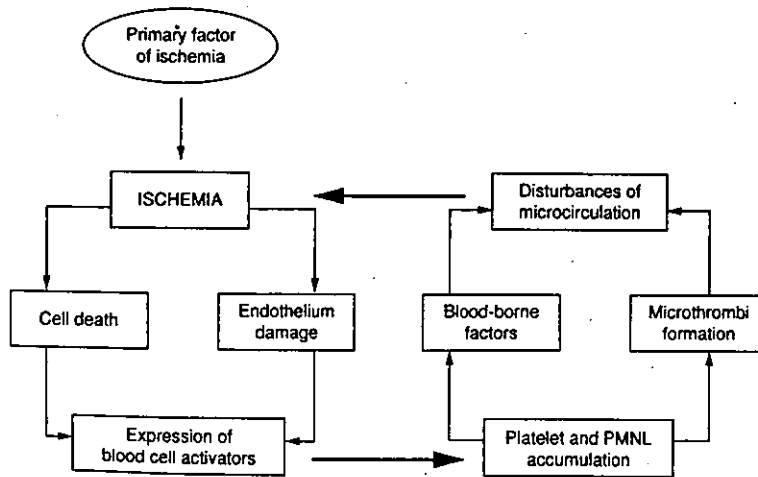 Primary factor
of ischemia
ISCHEMIA
Disturbances of
microcirculation
Cell death
Endothelium
damage
Blood-borne
factors
Microthrombi
formation
Expression of
blood cell activators
Platelet and PMNL
accumulation